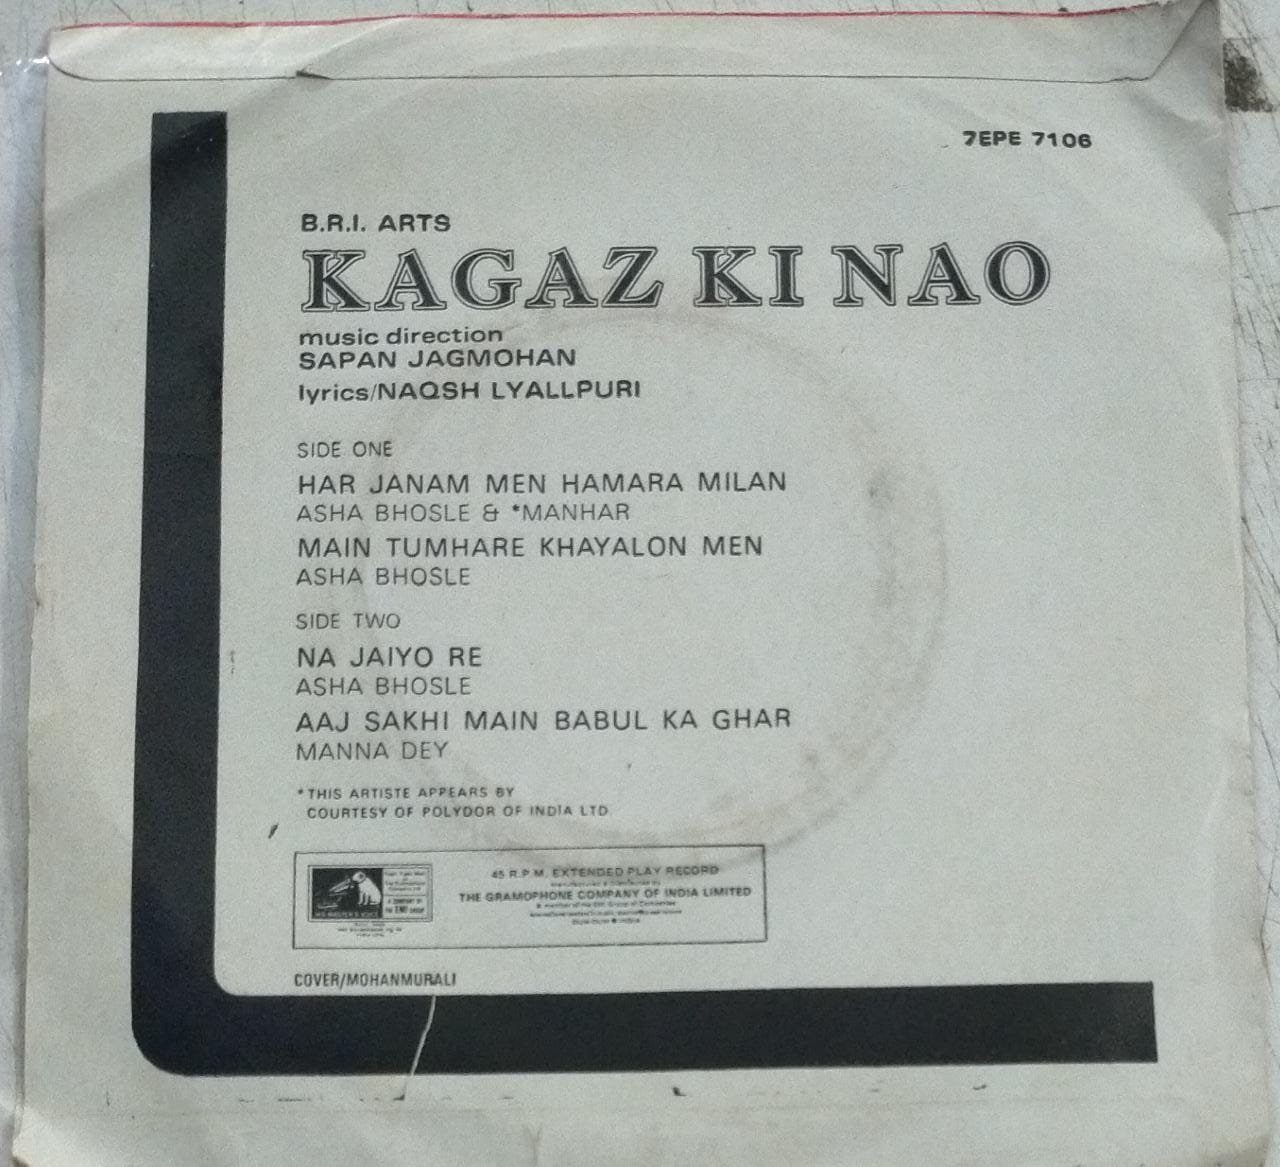 7EPE 7106
B.R.I. ARTS
KAGAZ KI NAO
music direction
SAPAN JAGMOHAN
lyrics/NAQSH LYALLPURI
SIDE ONE
HAR JANAM MEN HAMARA MILAN
ASHA BHOSLE & *MANHAR
MAIN TUMHARE KHAYALON MEN
ASHA BHOSLE
SIDE TWO
NA JAIYO RE
ASHA BHOSLE
AAJ SAKHI MAIN BABUL KA GHAR
MANNA DEY
*THIS ARTISTE APPEARS BY
COURTESY OF POLYDOR OF INDIA LTD
HIS MASTER'S VOICE
45 R.P.M. EXTENDED PLAY RECORD
THE GRAMOPHONE COMPANY OF INDIA LIMITED
COVER/MOHANMURALI